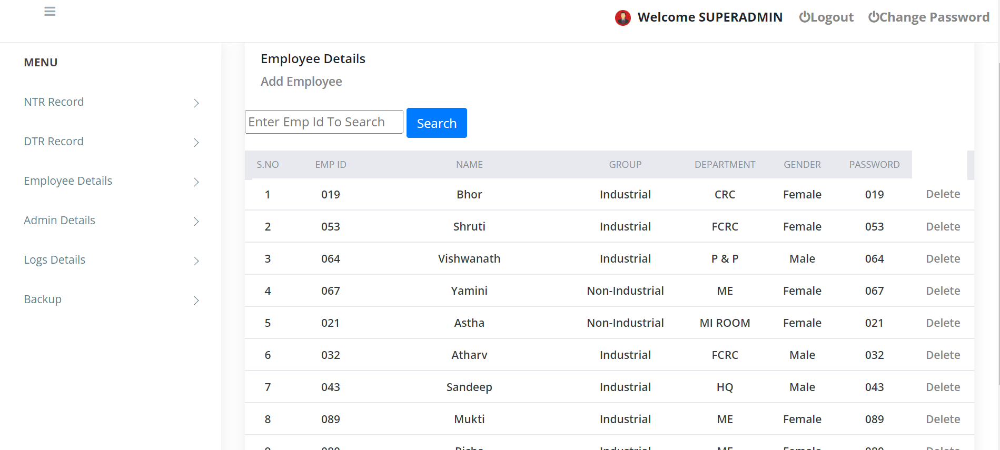 Welcome SUPERADMIN Logout Change Password
MENU
NTR Record
DTR Record
Employee Details
Admin Details
Logs Details
Backup
Employee Details
Add Employee
Enter Emp Id To Search Search
S.NO EMP ID NAME GROUP DEPARTMENT GENDER PASSWORD
1 019 Bhor Industrial CRC Female 019 Delete
2 053 Shruti Industrial FCRC Female 053 Delete
3 064 Vishwanath Industrial P & P Male 064 Delete
4 067 Yamini Non-Industrial ME Female 067 Delete
5 021 Astha Non-Industrial MI ROOM Female 021 Delete
6 032 Atharv Industrial FCRC Male 032 Delete
7 043 Sandeep Industrial HQ Male 043 Delete
8 089 Mukti Industrial ME Female 089 Delete
Industrial ME Female Delete